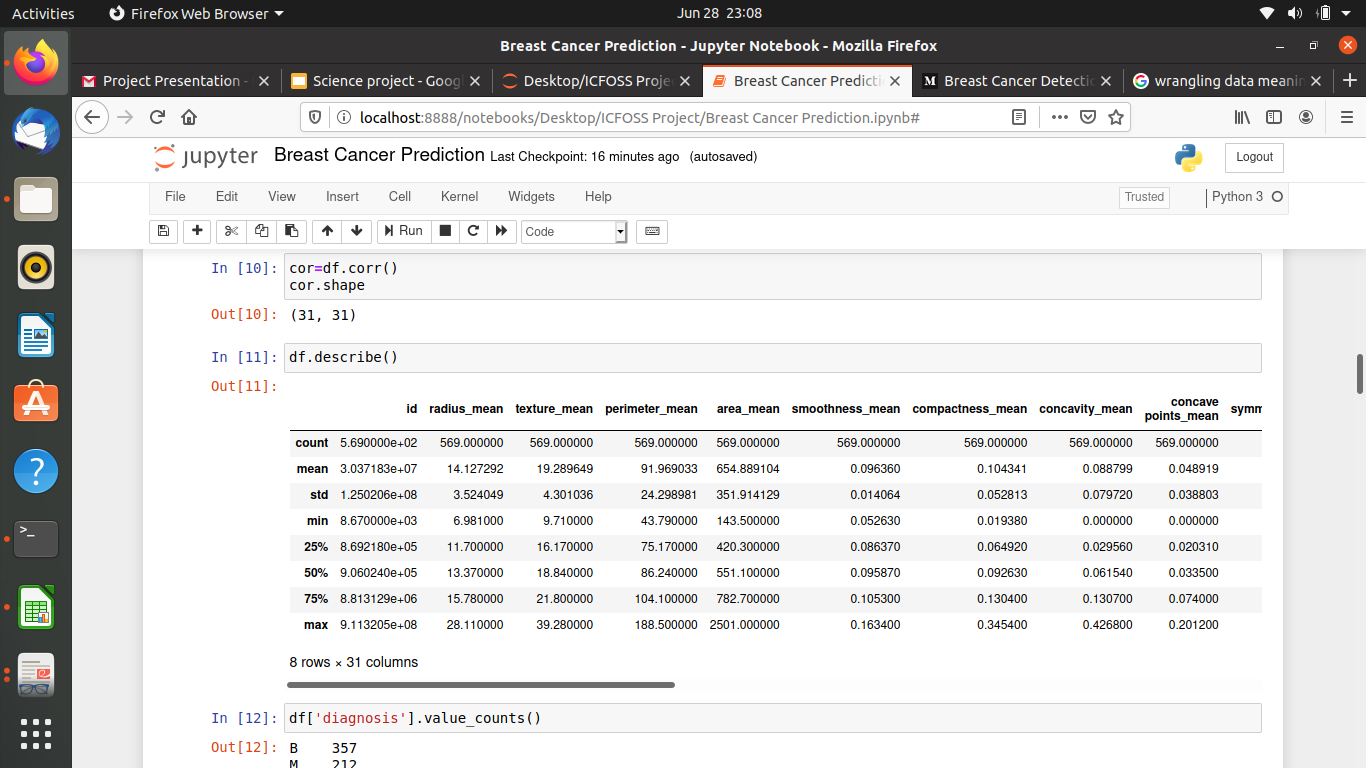 Activities Firefox Web Browser Jun 28 23:08
Breast Cancer Prediction - Jupyter Notebook - Mozilla Firefox
Project Presentation - Science project - Goog Desktop/ICFOSS Proje Breast Cancer Predicti M Breast Cancer Detecti wrangling data meanin
localhost:8888/notebooks/Desktop/ICFOSS Project/Breast Cancer Prediction.ipynb#
jupyter Breast Cancer Prediction Last Checkpoint: 16 minutes ago (autosaved) Logout
File Edit View Insert Cell Kernel Widgets Help Trusted Python 3
Run Code
In [10]: cor=df.corr()
cor.shape
Out[10]: (31, 31)
In [11]: df.describe()
Out[11]:
id radius_mean texture_mean perimeter_mean area_mean smoothness_mean compactness_mean concavity_mean concave points_mean symm
count 5.690000e+02 569.000000 569.000000 569.000000 569.000000 569.000000 569.000000 569.000000 569.000000
mean 3.037183e+07 14.127292 19.289649 91.969033 654.889104 0.096360 0.104341 0.088799 0.048919
std 1.250206e+08 3.524049 4.301036 24.298981 351.914129 0.014064 0.052813 0.079720 0.038803
min 8.670000e+03 6.981000 9.710000 43.790000 143.500000 0.052630 0.019380 0.000000 0.000000
25% 8.692180e+05 11.700000 16.170000 75.170000 420.300000 0.086370 0.064920 0.029560 0.020310
50% 9.060240e+05 13.370000 18.840000 86.240000 551.100000 0.095870 0.092630 0.061540 0.033500
75% 8.813129e+06 15.780000 21.800000 104.100000 782.700000 0.105300 0.130400 0.130700 0.074000
max 9.113205e+08 28.110000 39.280000 188.500000 2501.000000 0.163400 0.345400 0.426800 0.201200
8 rows × 31 columns
In [12]: df['diagnosis'].value_counts()
Out[12]: B 357
M 212